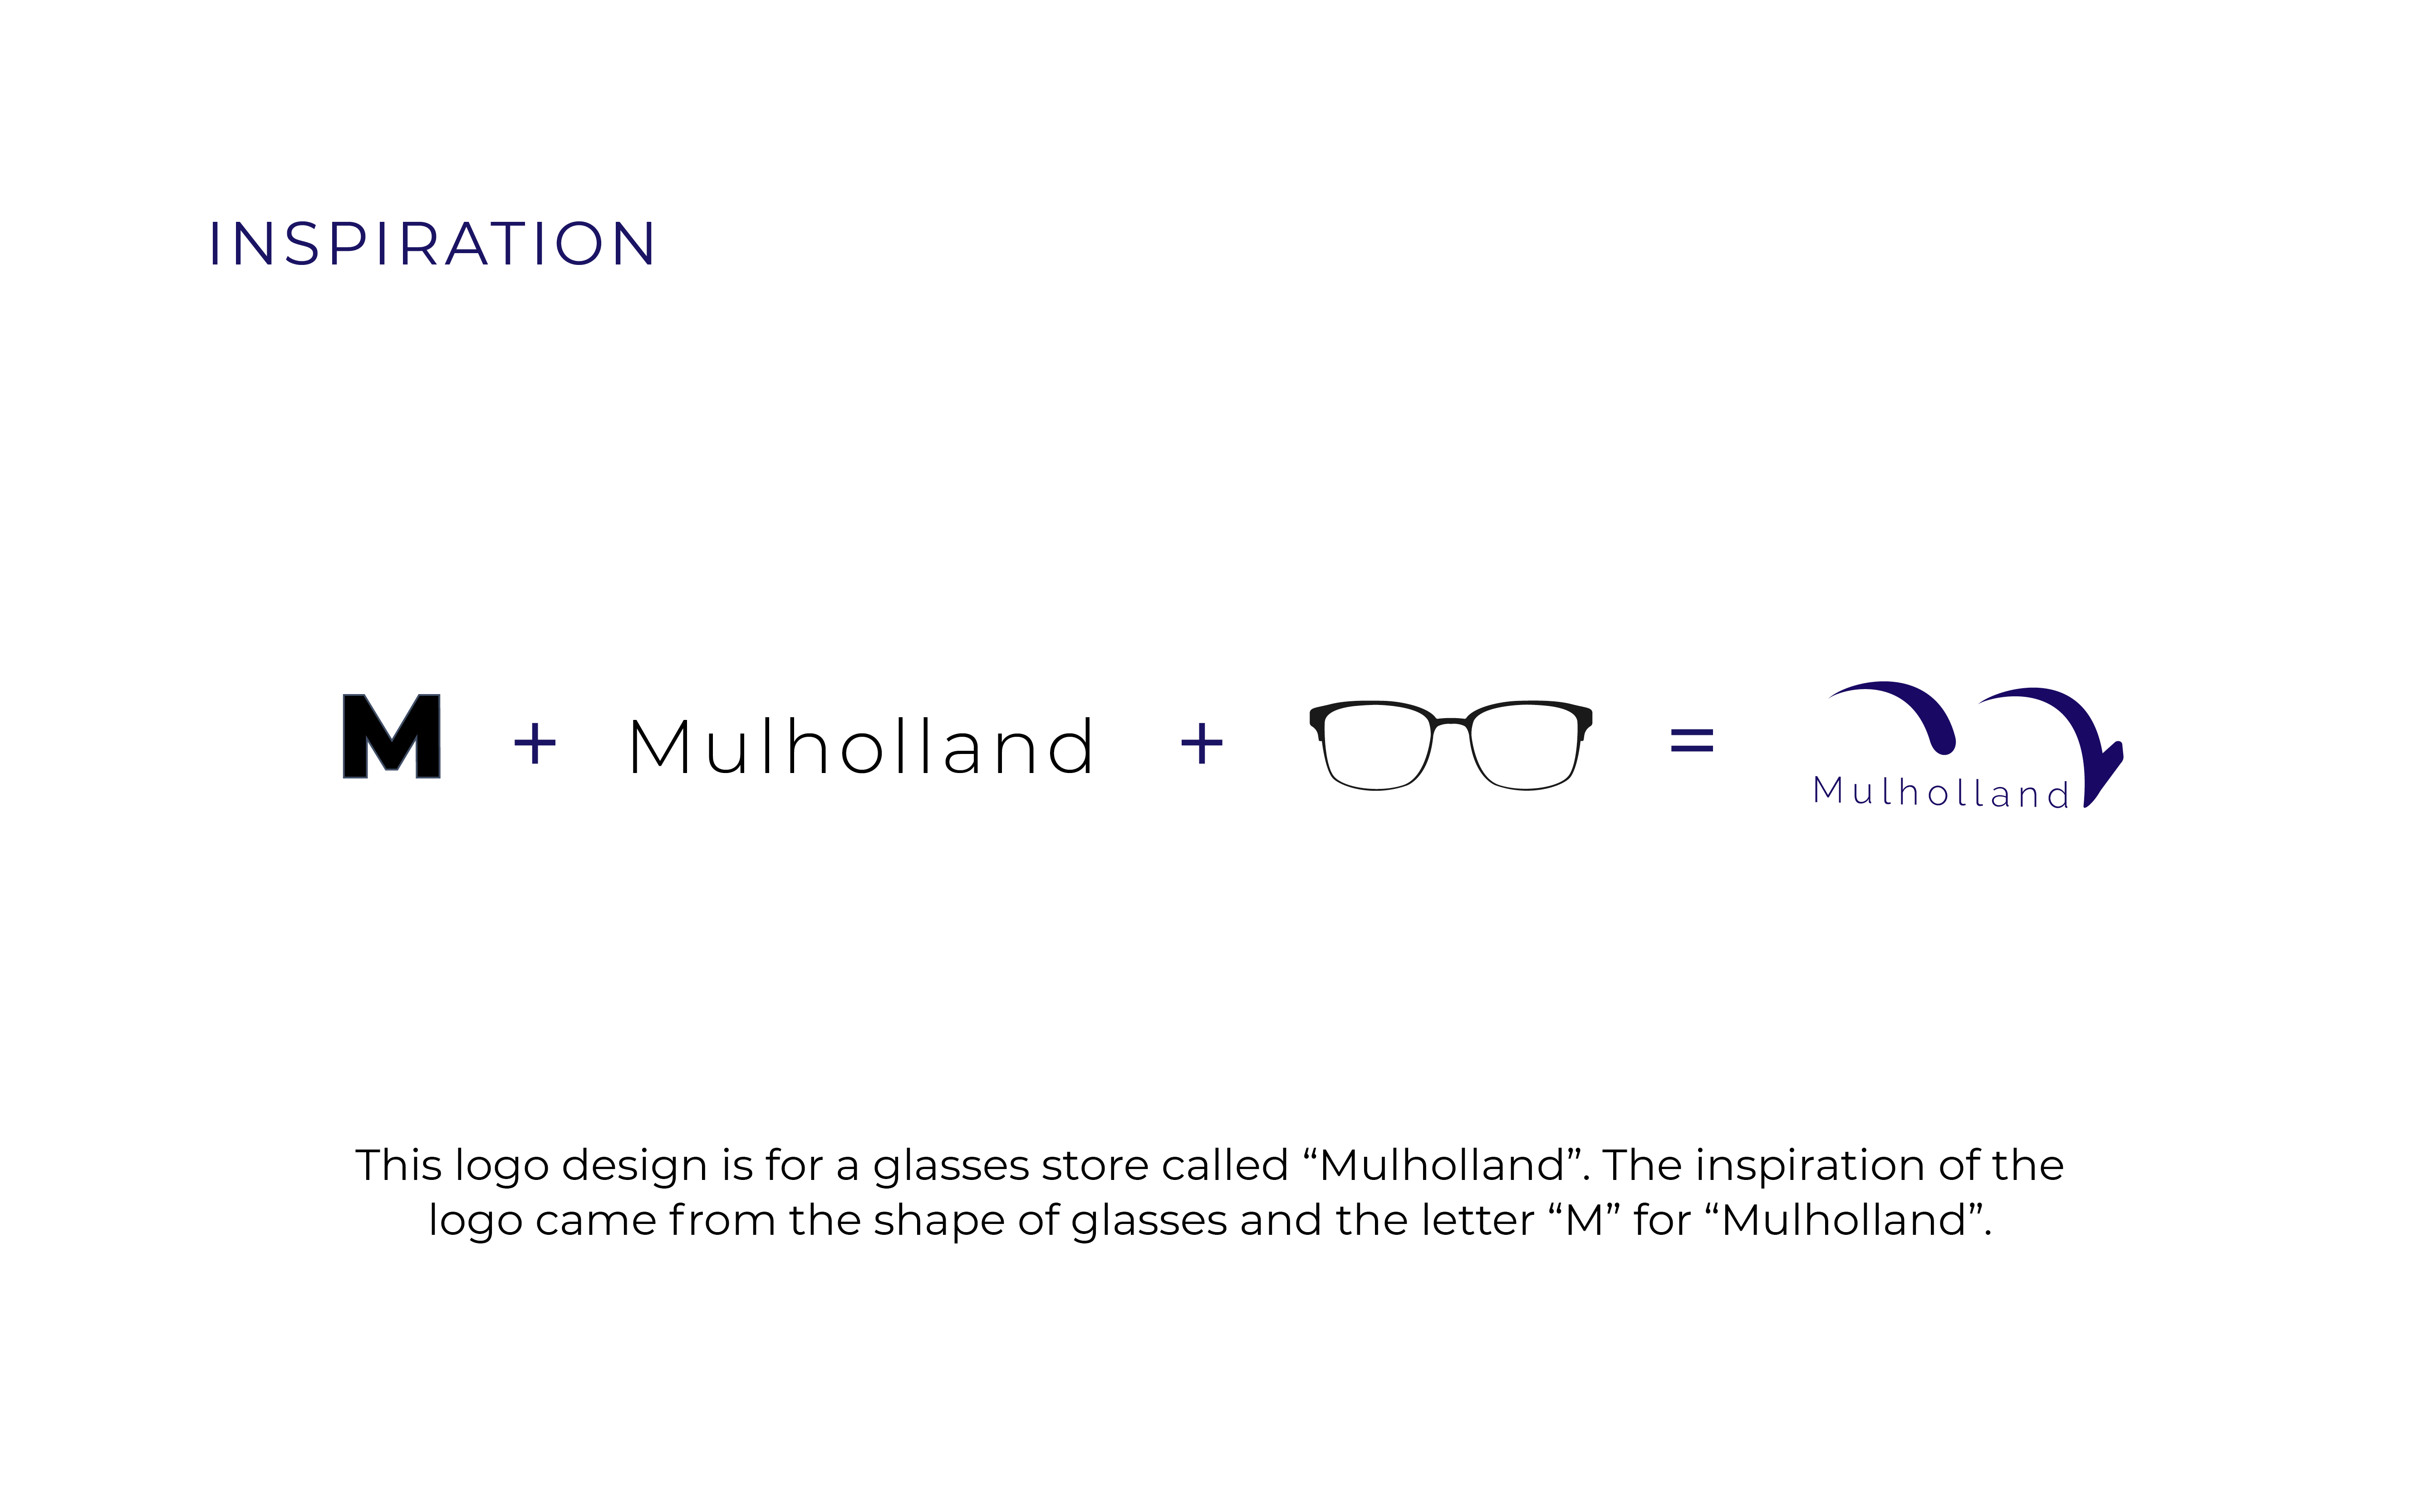 INSPIRATION
M + Mulholland + =
Mulholland
This logo design is for a glasses store called “Mulholland”. The inspiration of the
logo came from the shape of glasses and the letter “M” for “Mulholland”.